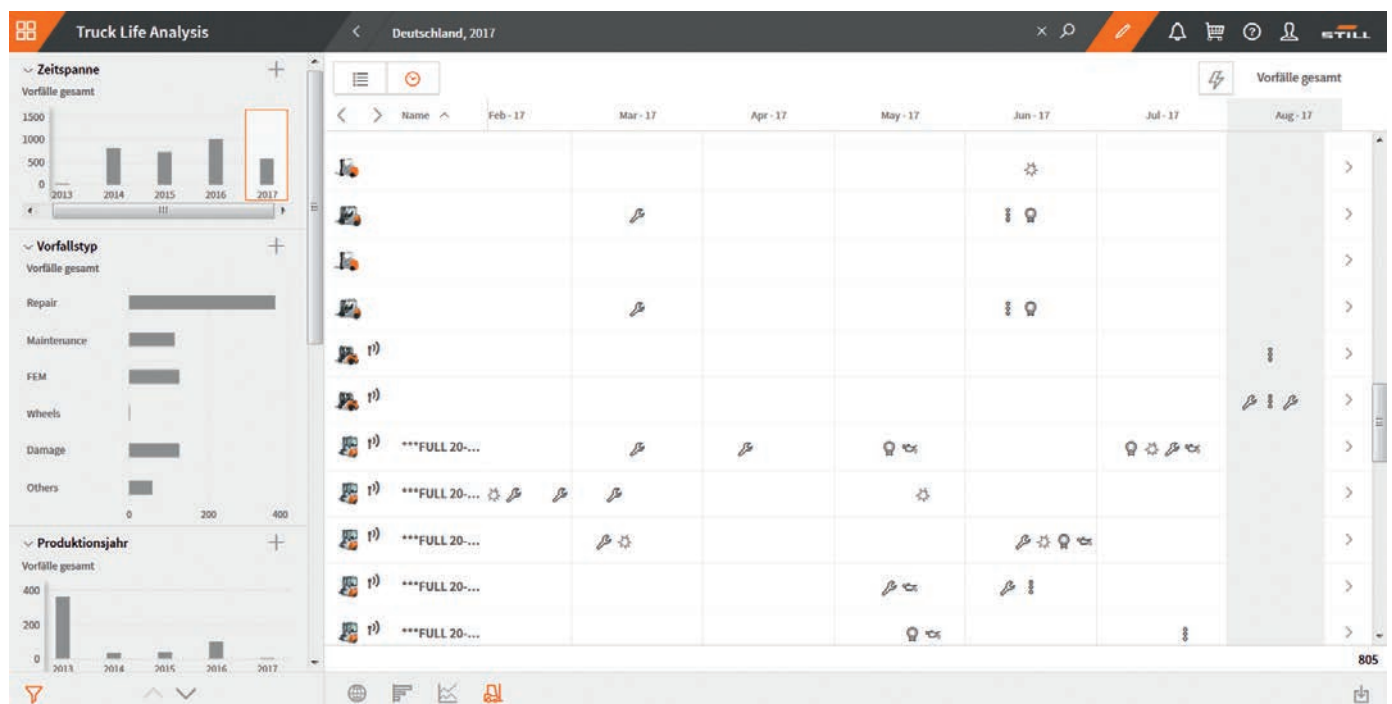 Truck Life Analysis
Deutschland, 2017
STILL
Zeitspanne
Vorfälle gesamt
1500
1000
500
0
2013 2014 2015 2016 2017
Vorfallstyp
Vorfälle gesamt
Repair
Maintenance
FEM
Wheels
Damage
Others
0 200 400
Produktionsjahr
Vorfälle gesamt
400
200
0
2013 2014 2015 2016 2017
Vorfälle gesamt
Name Feb - 17 Mar - 17 Apr - 17 May - 17 Jun - 17 Jul - 17 Aug - 17
***FULL 20-...
***FULL 20-...
***FULL 20-...
***FULL 20-...
***FULL 20-...
805